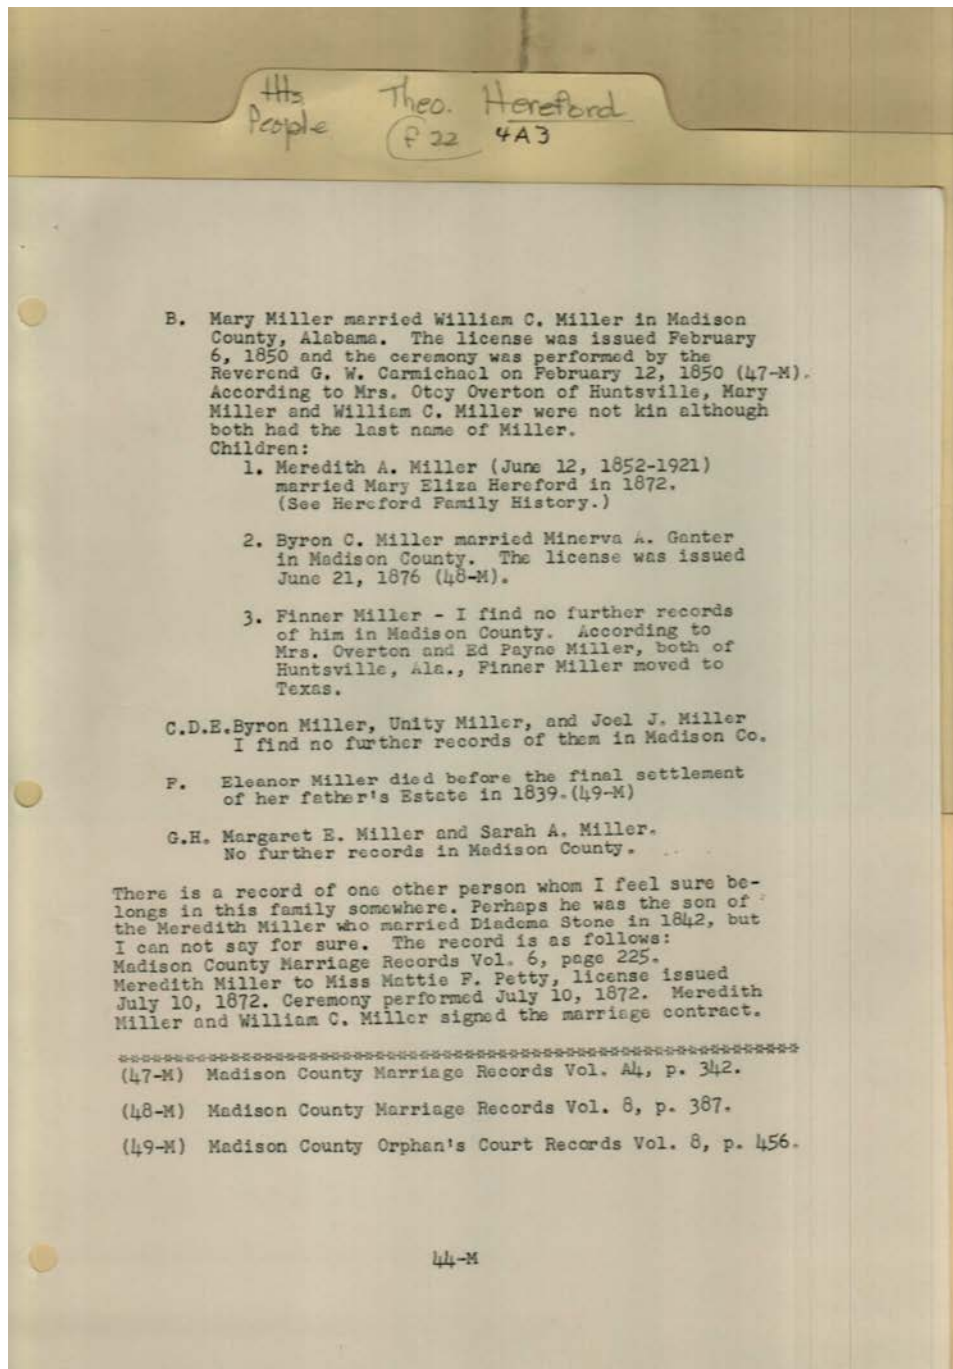 Hts Theo. Hereford
People f 22 4A3
B. Mary Miller married William C. Miller in Madison
County, Alabama. The license was issued February
6, 1850 and the ceremony was performed by the
Reverend G. W. Carmichael on February 12, 1850 (47-M).
According to Mrs. Otey Overton of Huntsville, Mary
Miller and William C. Miller were not kin although
both had the last name of Miller.
Children:
1. Meredith A. Miller (June 12, 1852-1921)
married Mary Eliza Hereford in 1872.
(See Hereford Family History.)
2. Byron C. Miller married Minerva A. Ganter
in Madison County. The license was issued
June 21, 1876 (48-M).
3. Finner Miller - I find no further records
of him in Madison County. According to
Mrs. Overton and Ed Payne Miller, both of
Huntsville, Ala., Finner Miller moved to
Texas.
C.D.E.Byron Miller, Unity Miller, and Joel J. Miller
I find no further records of them in Madison Co.
F. Eleanor Miller died before the final settlement
of her father's Estate in 1839.(49-M)
G.H. Margaret E. Miller and Sarah A. Miller.
No further records in Madison County.
There is a record of one other person whom I feel sure be-
longs in this family somewhere. Perhaps he was the son of
the Meredith Miller who married Diadema Stone in 1842, but
I can not say for sure. The record is as follows:
Madison County Marriage Records Vol. 6, page 225.
Meredith Miller to Miss Mattie F. Petty, license issued
July 10, 1872. Ceremony performed July 10, 1872. Meredith
Miller and William C. Miller signed the marriage contract.
(47-M) Madison County Marriage Records Vol. A4, p. 342.
(48-M) Madison County Marriage Records Vol. 8, p. 387.
(49-M) Madison County Orphan's Court Records Vol. 8, p. 456.
44-M